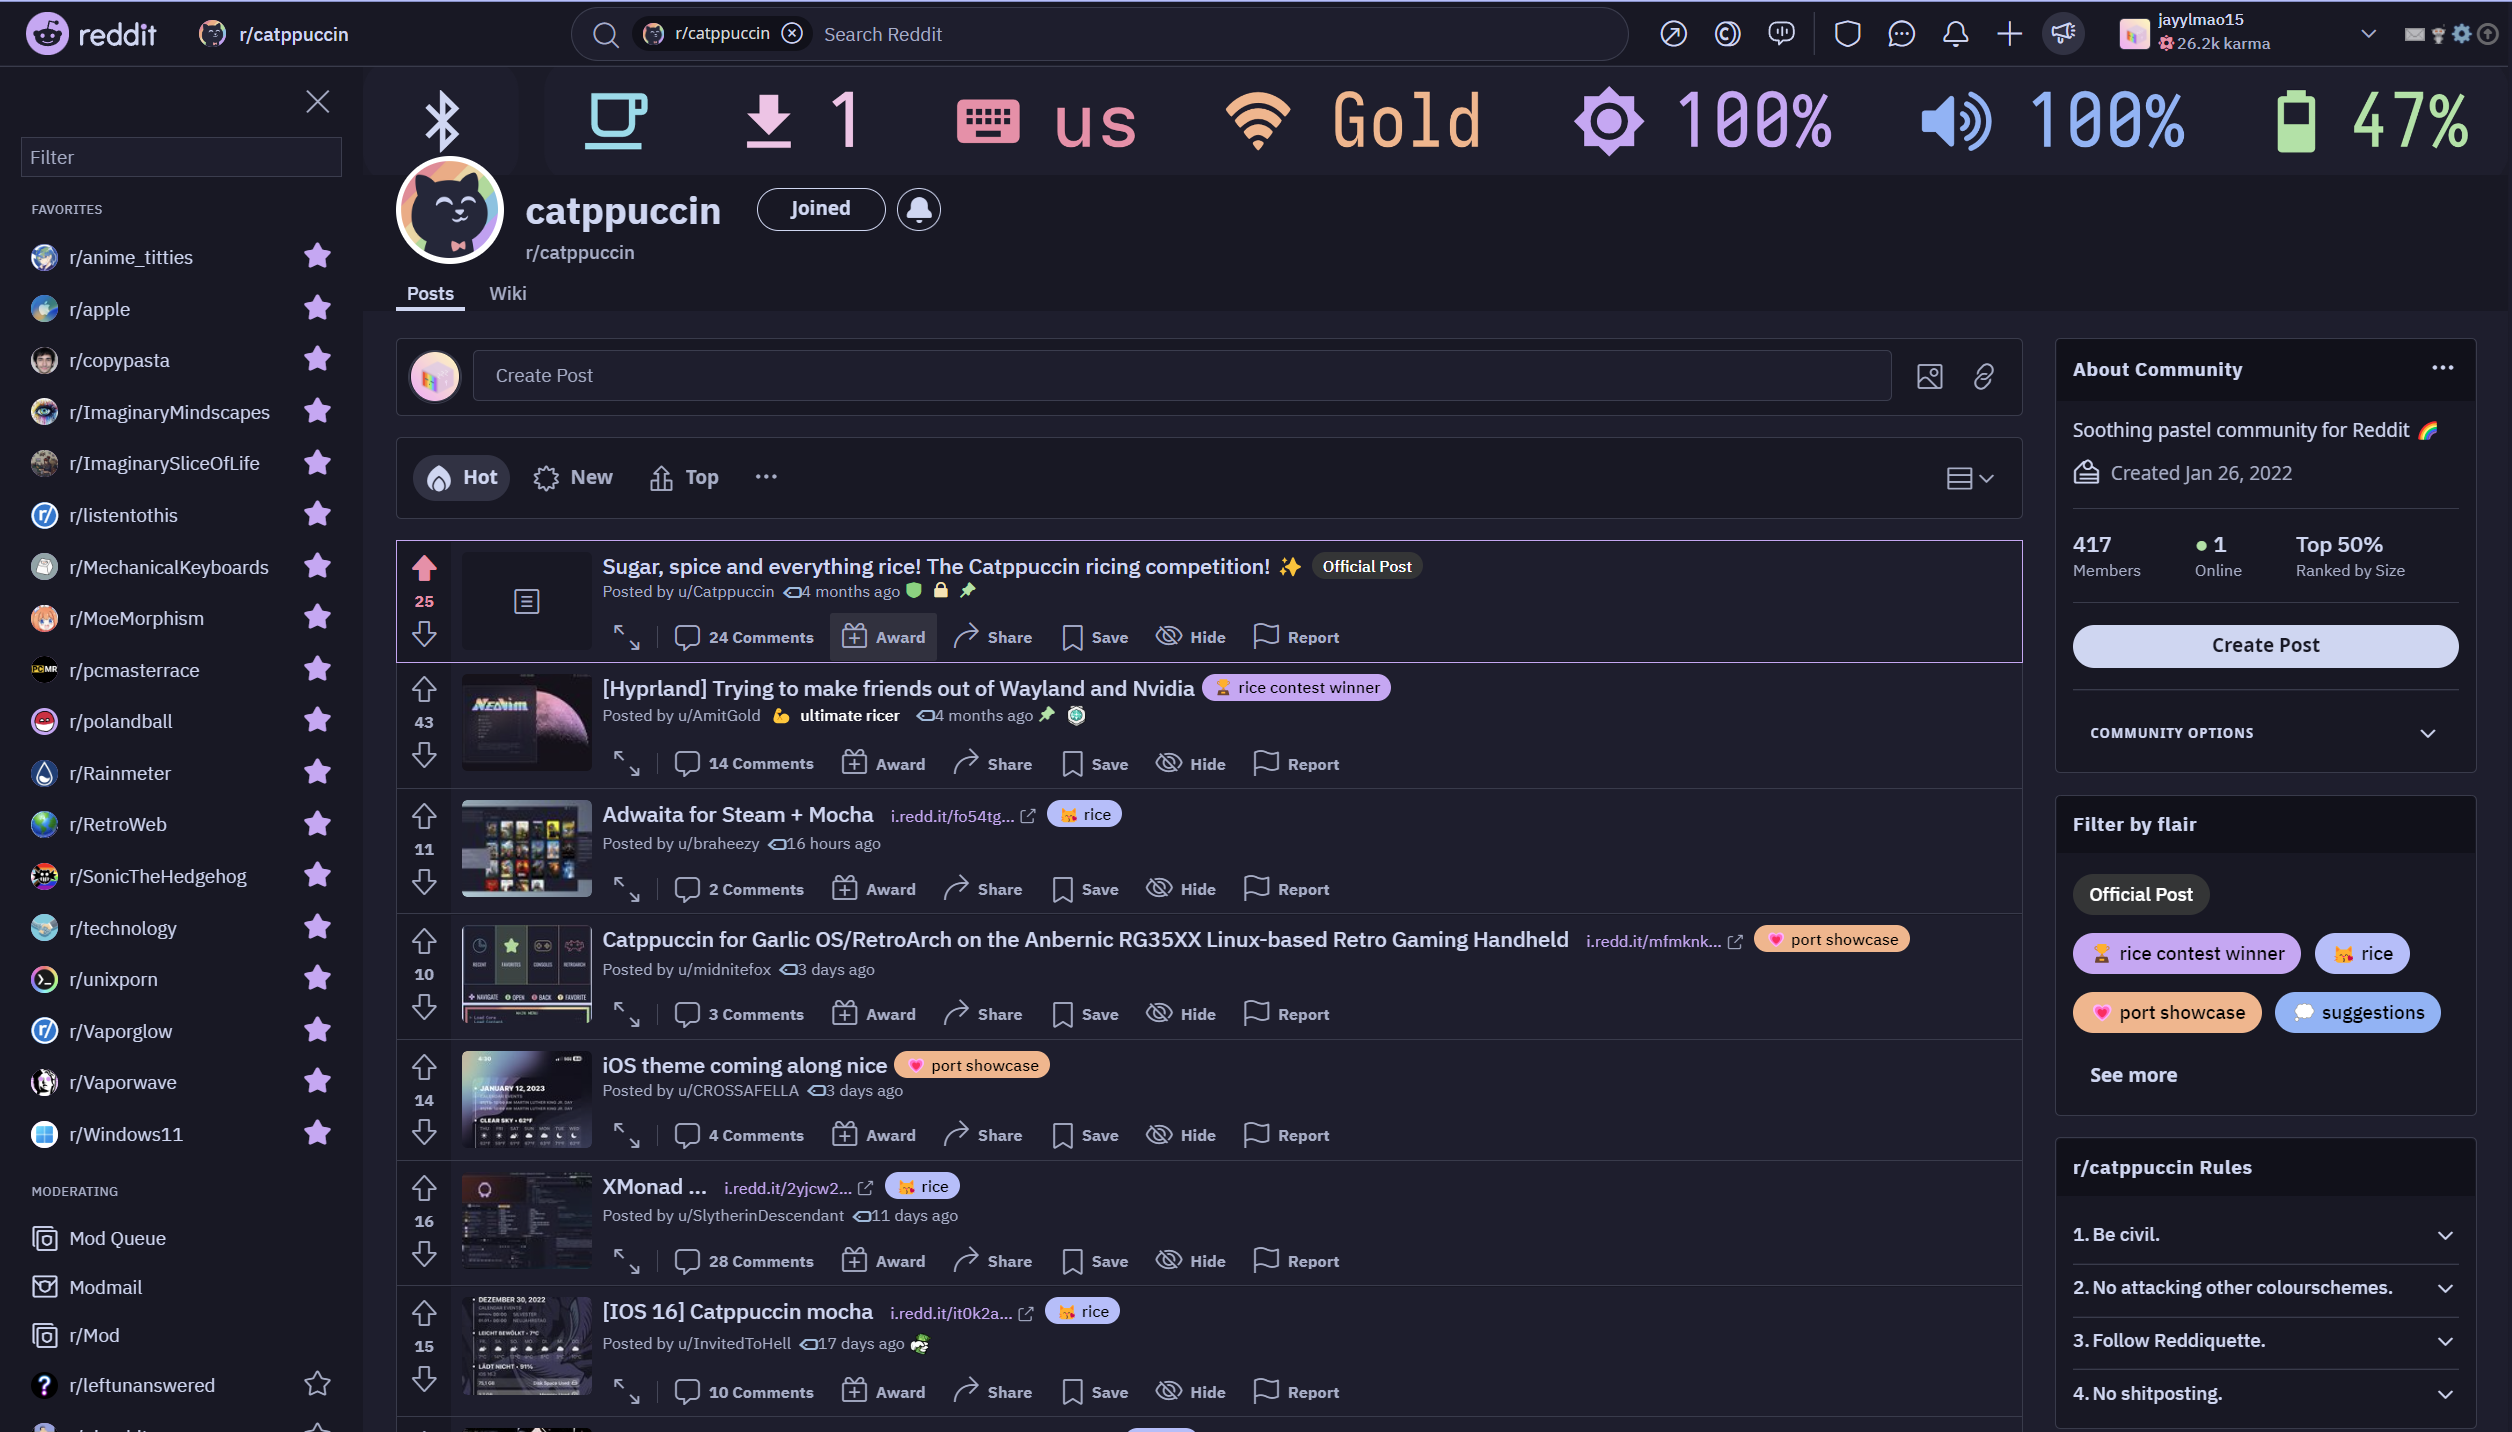 reddit
r/catppuccin
r/catppuccin
Search Reddit
jayylmao15
26.2k karma
1
us
Gold
100%
100%
47%
Filter
FAVORITES
r/anime_titties
r/apple
r/copypasta
r/ImaginaryMindscapes
r/ImaginarySliceOfLife
r/listentothis
r/MechanicalKeyboards
r/MoeMorphism
r/pcmasterrace
r/polandball
r/Rainmeter
r/RetroWeb
r/SonicTheHedgehog
r/technology
r/unixporn
r/Vaporglow
r/Vaporwave
r/Windows11
MODERATING
Mod Queue
Modmail
r/Mod
r/leftunanswered
catppuccin
Joined
r/catppuccin
Posts
Wiki
Create Post
Hot
New
Top
Sugar, spice and everything rice! The Catppuccin ricing competition! ✨ Official Post
Posted by u/Catppuccin 4 months ago
25
24 Comments Award Share Save Hide Report
[Hyprland] Trying to make friends out of Wayland and Nvidia 🏆 rice contest winner
Posted by u/AmitGold 💪 ultimate ricer 4 months ago
43
14 Comments Award Share Save Hide Report
Adwaita for Steam + Mocha i.redd.it/fo54tg... 😽 rice
Posted by u/braheezy 16 hours ago
11
2 Comments Award Share Save Hide Report
Catppuccin for Garlic OS/RetroArch on the Anbernic RG35XX Linux-based Retro Gaming Handheld i.redd.it/mfmknk... 💗 port showcase
Posted by u/midnitefox 3 days ago
10
3 Comments Award Share Save Hide Report
iOS theme coming along nice 💗 port showcase
Posted by u/CROSSAFELLA 3 days ago
14
JANUARY 12, 2023
4 Comments Award Share Save Hide Report
XMonad ... i.redd.it/2yjcw2... 😽 rice
Posted by u/SlytherinDescendant 11 days ago
16
28 Comments Award Share Save Hide Report
[IOS 16] Catppuccin mocha i.redd.it/it0k2a... 😽 rice
Posted by u/InvitedToHell 17 days ago
15
DEZEMBER 30, 2022
10 Comments Award Share Save Hide Report
About Community
Soothing pastel community for Reddit 🌈
Created Jan 26, 2022
417
Members
1
Online
Top 50%
Ranked by Size
Create Post
COMMUNITY OPTIONS
Filter by flair
Official Post
🏆 rice contest winner
😽 rice
💗 port showcase
💭 suggestions
See more
r/catppuccin Rules
1. Be civil.
2. No attacking other colourschemes.
3. Follow Reddiquette.
4. No shitposting.